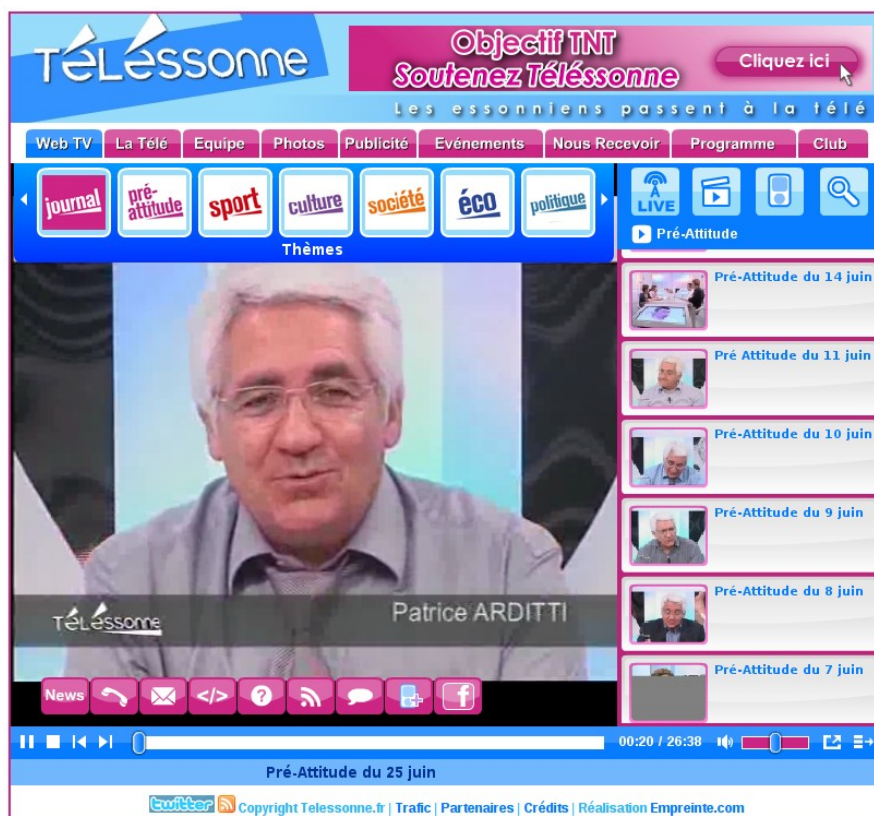 Téléssonne
Objectif TNT
Soutenez Téléssonne
Cliquez ici
Les essonniens passent à la télé
Web TV La Télé Equipe Photos Publicité Evénements Nous Recevoir Programme Club
journal pré-attitude sport culture société éco politique
Thèmes
LIVE
Pré-Attitude
Pré-Attitude du 14 juin
Pré Attitude du 11 juin
Pré-Attitude du 10 juin
Pré-Attitude du 9 juin
Pré-Attitude du 8 juin
Pré-Attitude du 7 juin
Téléssonne
Patrice ARDITTI
News </> ? f
00:20 / 26:38
Pré-Attitude du 25 juin
twitter Copyright Telessonne.fr | Trafic | Partenaires | Crédits | Réalisation Empreinte.com